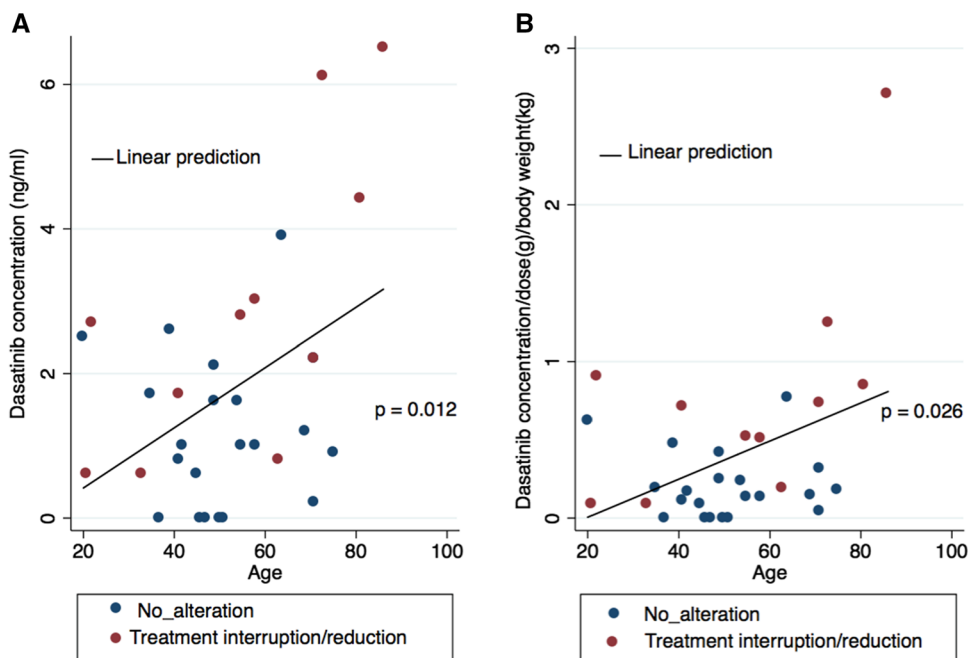 A
Dasatinib concentration (ng/ml)
6
4
2
0
Linear prediction
p = 0.012
20 40 60 80 100
Age
No_alteration
Treatment interruption/reduction
B
Dasatinib concentration/dose(g)/body weight(kg)
3
2
1
0
Linear prediction
p = 0.026
20 40 60 80 100
Age
No_alteration
Treatment interruption/reduction